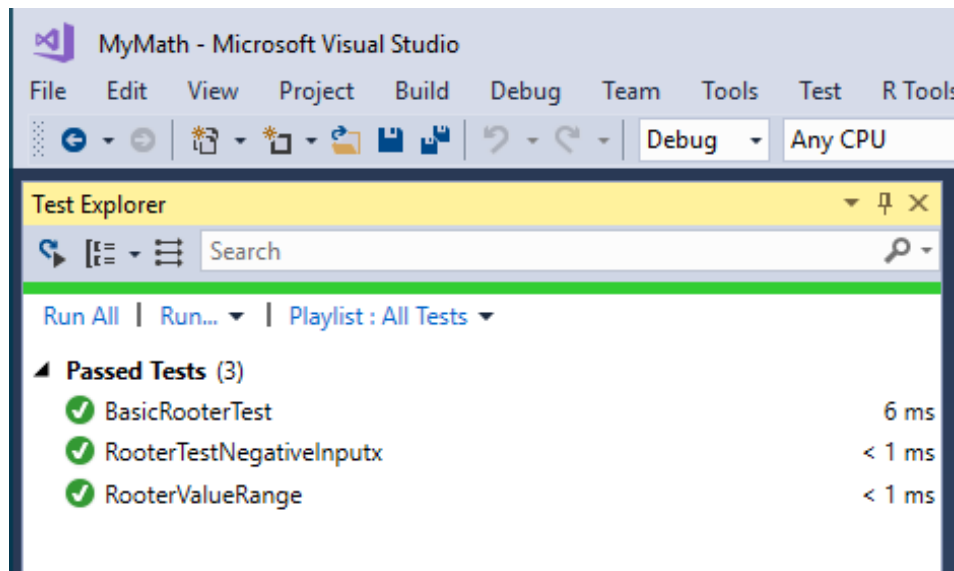 MyMath - Microsoft Visual Studio
File Edit View Project Build Debug Team Tools Test R Tools
Debug Any CPU
Test Explorer
Search
Run All | Run... | Playlist : All Tests
Passed Tests (3)
BasicRooterTest 6 ms
RooterTestNegativeInputx < 1 ms
RooterValueRange < 1 ms